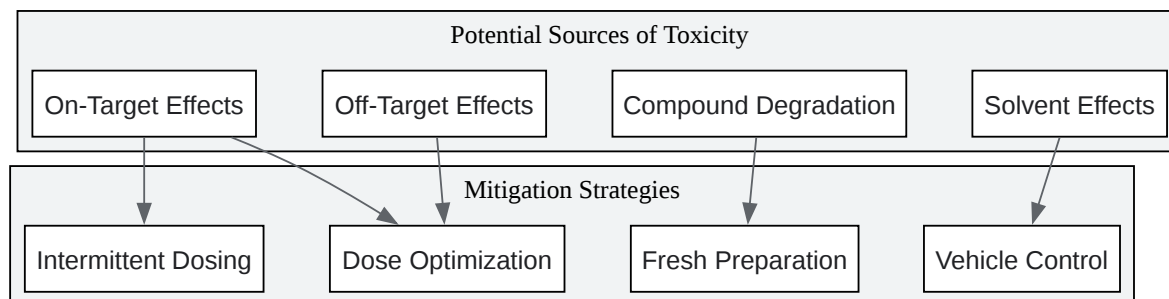 Potential Sources of Toxicity
On-Target Effects
Off-Target Effects
Compound Degradation
Solvent Effects
Mitigation Strategies
Intermittent Dosing
Dose Optimization
Fresh Preparation
Vehicle Control